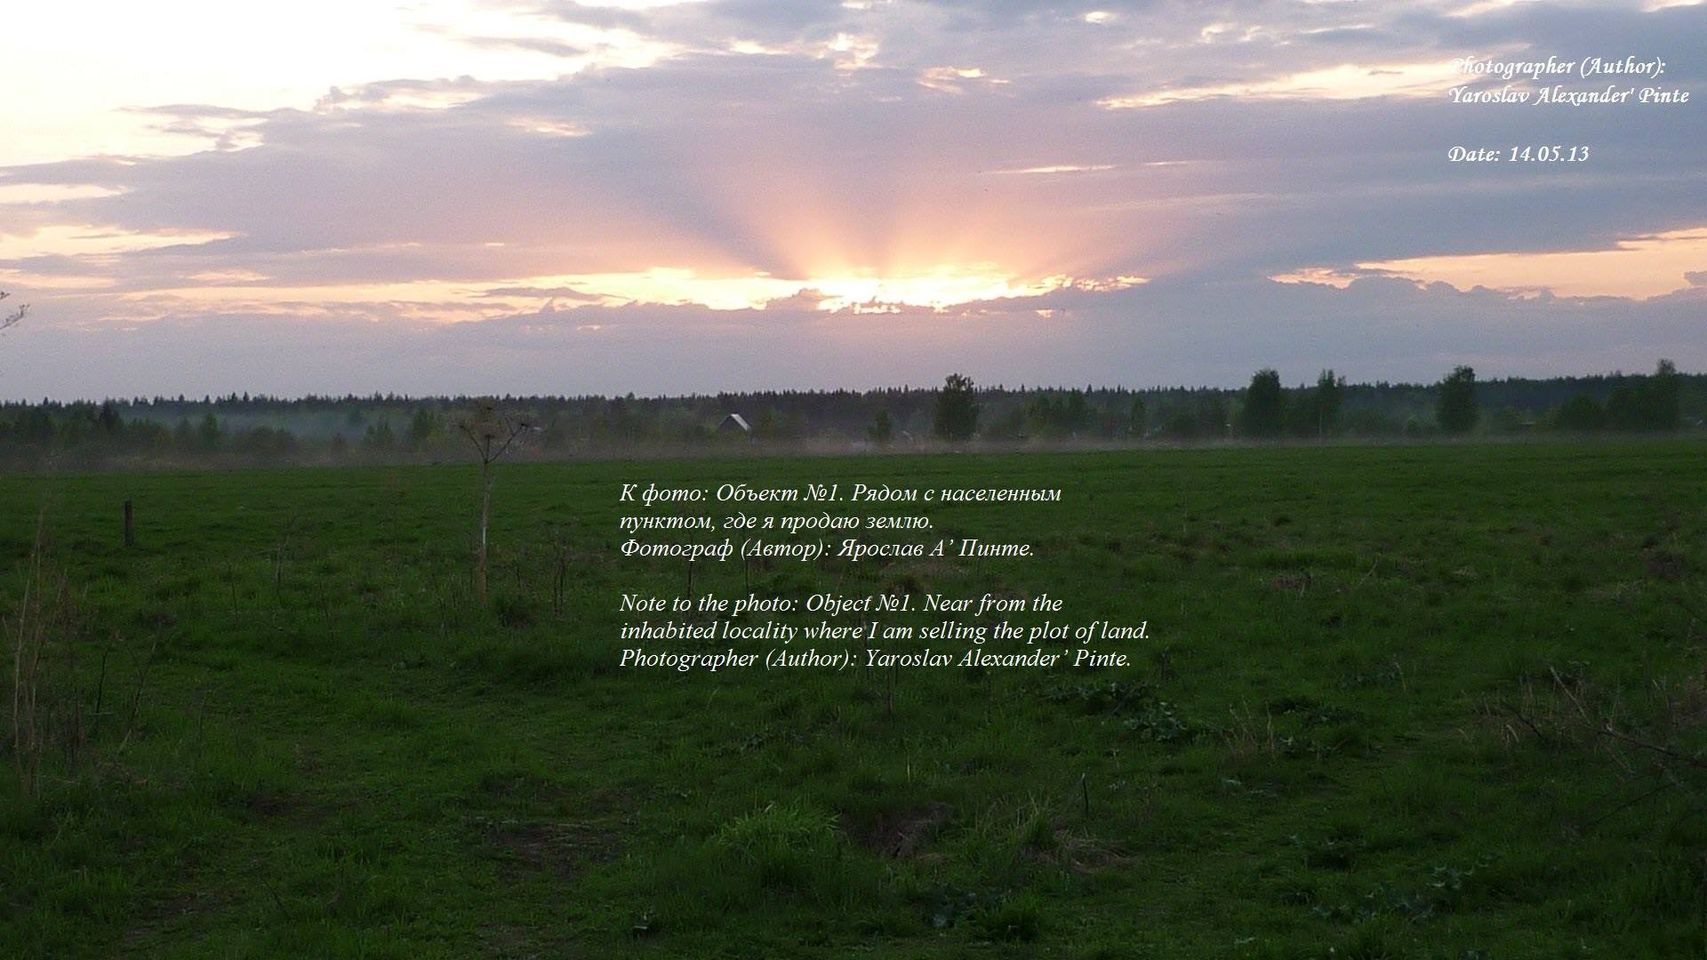 Photographer (Author):
Yaroslav Alexander' Pinte
Date: 14.05.13
К фото: Объект №1. Рядом с населенным
пунктом, где я продаю землю.
Фотограф (Автор): Ярослав А’ Пинте.
Note to the photo: Object №1. Near from the
inhabited locality where I am selling the plot of land.
Photographer (Author): Yaroslav Alexander’ Pinte.